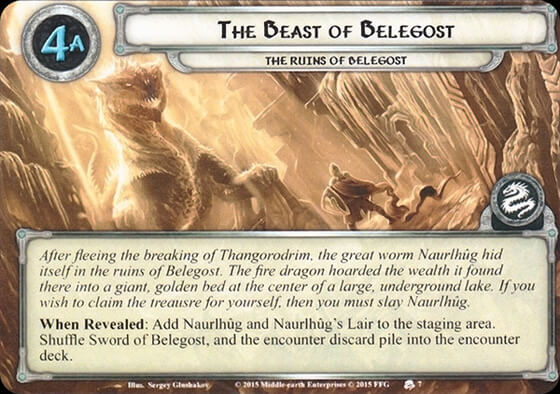 4A
THE BEAST OF BELEGOST
THE RUINS OF BELEGOST
After fleeing the breaking of Thangorodrim, the great worm Naurlhûg hid
itself in the ruins of Belegost. The fire dragon hoarded the wealth it found
there into a giant, golden bed at the center of a large, underground lake. If you
wish to claim the treausre for yourself, then you must slay Naurlhûg.
When Revealed: Add Naurlhûg and Naurlhûg's Lair to the staging area.
Shuffle Sword of Belegost, and the encounter discard pile into the encounter
deck.
Illus. Sergey Glushakov © 2015 Middle-earth Enterprises © 2015 FFG 7